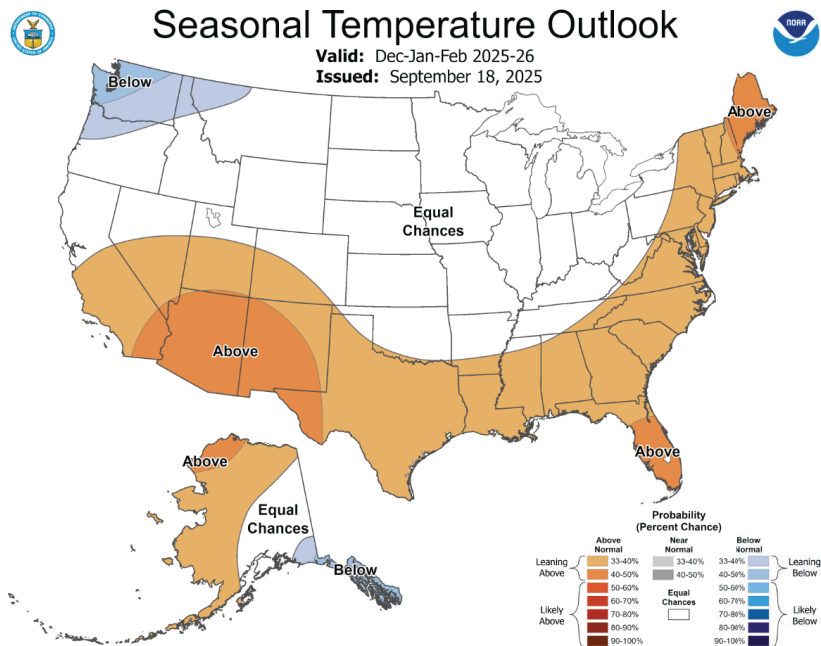 Seasonal Temperature Outlook
Valid: Dec-Jan-Feb 2025-26
Issued: September 18, 2025
NOAA
Below
Above
Equal
Chances
Above
Above
Above
Equal
Chances
Below
Probability
(Percent Chance)
Above
Normal
Near
Normal
Below
Normal
Leaning
Above
33-40%
40-50%
33-40%
40-50%
33-40%
40-50%
Leaning
Below
Likely
Above
50-60%
60-70%
70-80%
80-90%
90-100%
Equal
Chances
50-60%
60-70%
70-80%
80-90%
90-100%
Likely
Below